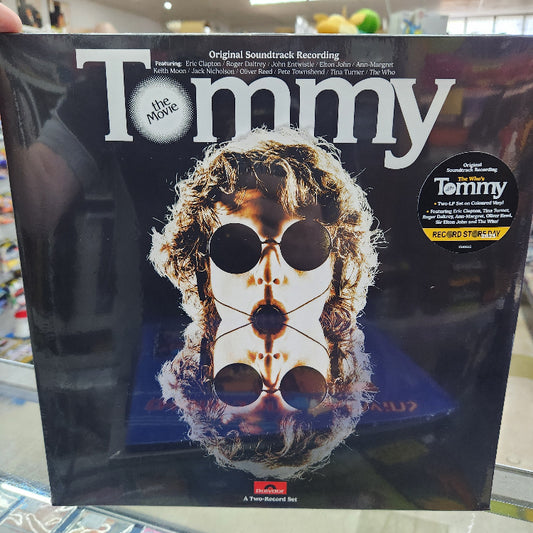 Original Soundtrack Recording
Featuring: Eric Clapton / Roger Daltrey / John Entwistle / Elton John / Ann-Margret
Keith Moon / Jack Nicholson / Oliver Reed / Pete Townshend / Tina Turner / The Who
Tommy
the Movie
Original
Soundtrack Recording
The Who's
Tommy
• Two-LP Set on Coloured Vinyl
• Featuring Eric Clapton, Tina Turner,
Roger Daltrey, Ann-Margret, Oliver Reed,
Sir Elton John and The Who!
RECORD STORE DAY
Polydor
A Two-Record Set